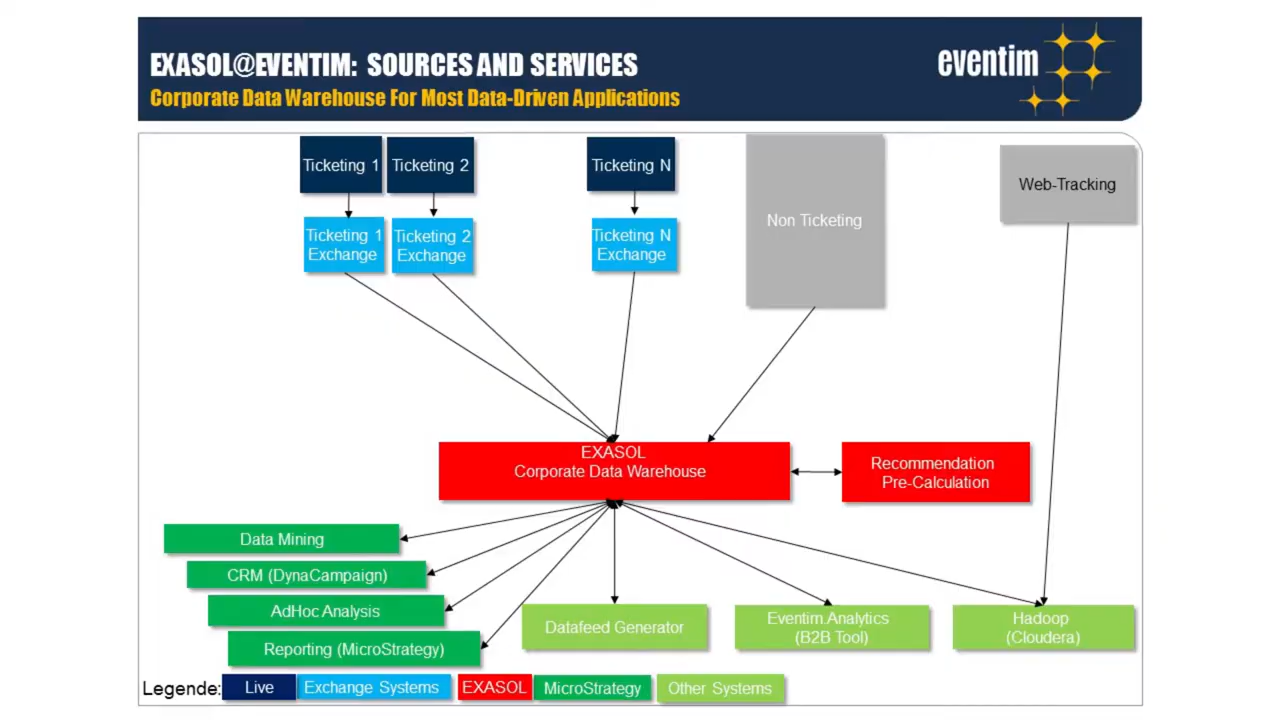 EXASOL@EVENTIM: SOURCES AND SERVICES
Corporate Data Warehouse For Most Data-Driven Applications
eventim
Ticketing 1
Ticketing 2
Ticketing N
Non Ticketing
Web-Tracking
Ticketing 1
Exchange
Ticketing 2
Exchange
Ticketing N
Exchange
EXASOL
Corporate Data Warehouse
Recommendation
Pre-Calculation
Data Mining
CRM (DynaCampaign)
AdHoc Analysis
Reporting (MicroStrategy)
Datafeed Generator
Eventim Analytics
(B2B Tool)
Hadoop
(Cloudera)
Legende:
Live
Exchange Systems
EXASOL
MicroStrategy
Other Systems